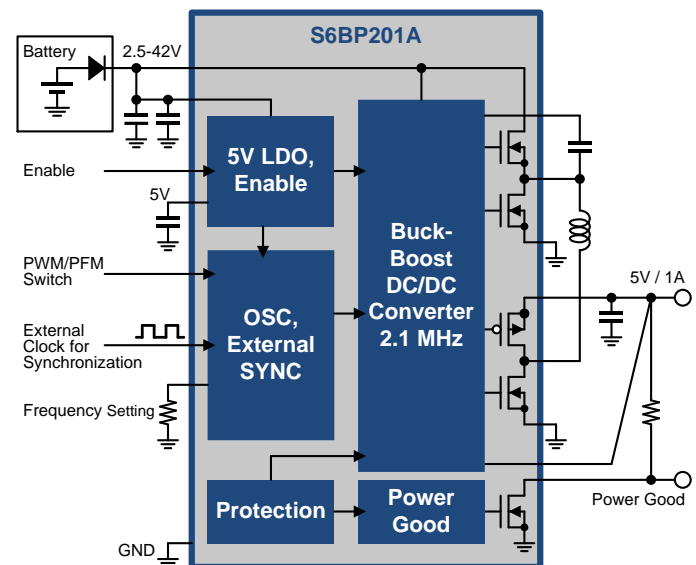 S6BP201A
Battery
2.5-42V
5V LDO,
Enable
Enable
5V
Buck-
Boost
DC/DC
Converter
2.1 MHz
PWM/PFM
Switch
OSC,
External
SYNC
External
Clock for
Synchronization
Frequency Setting
5V / 1A
Protection
Power
Good
Power Good
GND